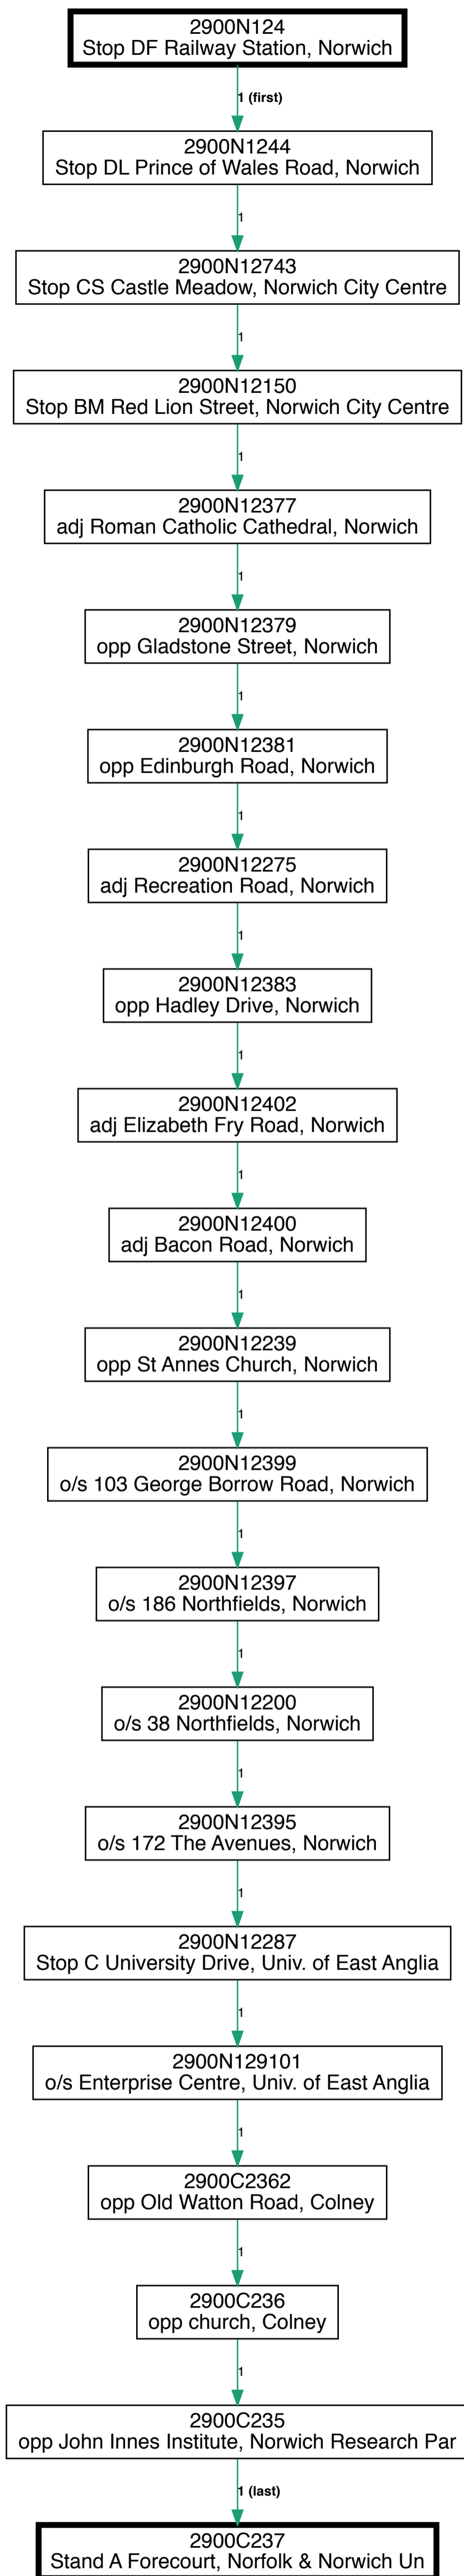 2900N124
Stop DF Railway Station, Norwich
1 (first)
2900N1244
Stop DL Prince of Wales Road, Norwich
1
2900N12743
Stop CS Castle Meadow, Norwich City Centre
1
2900N12150
Stop BM Red Lion Street, Norwich City Centre
1
2900N12377
adj Roman Catholic Cathedral, Norwich
1
2900N12379
opp Gladstone Street, Norwich
1
2900N12381
opp Edinburgh Road, Norwich
1
2900N12275
adj Recreation Road, Norwich
1
2900N12383
opp Hadley Drive, Norwich
1
2900N12402
adj Elizabeth Fry Road, Norwich
1
2900N12400
adj Bacon Road, Norwich
1
2900N12239
opp St Annes Church, Norwich
1
2900N12399
o/s 103 George Borrow Road, Norwich
1
2900N12397
o/s 186 Northfields, Norwich
1
2900N12200
o/s 38 Northfields, Norwich
1
2900N12395
o/s 172 The Avenues, Norwich
1
2900N12287
Stop C University Drive, Univ. of East Anglia
1
2900N129101
o/s Enterprise Centre, Univ. of East Anglia
1
2900C2362
opp Old Watton Road, Colney
1
2900C236
opp church, Colney
1
2900C235
opp John Innes Institute, Norwich Research Par
1 (last)
2900C237
Stand A Forecourt, Norfolk & Norwich Un